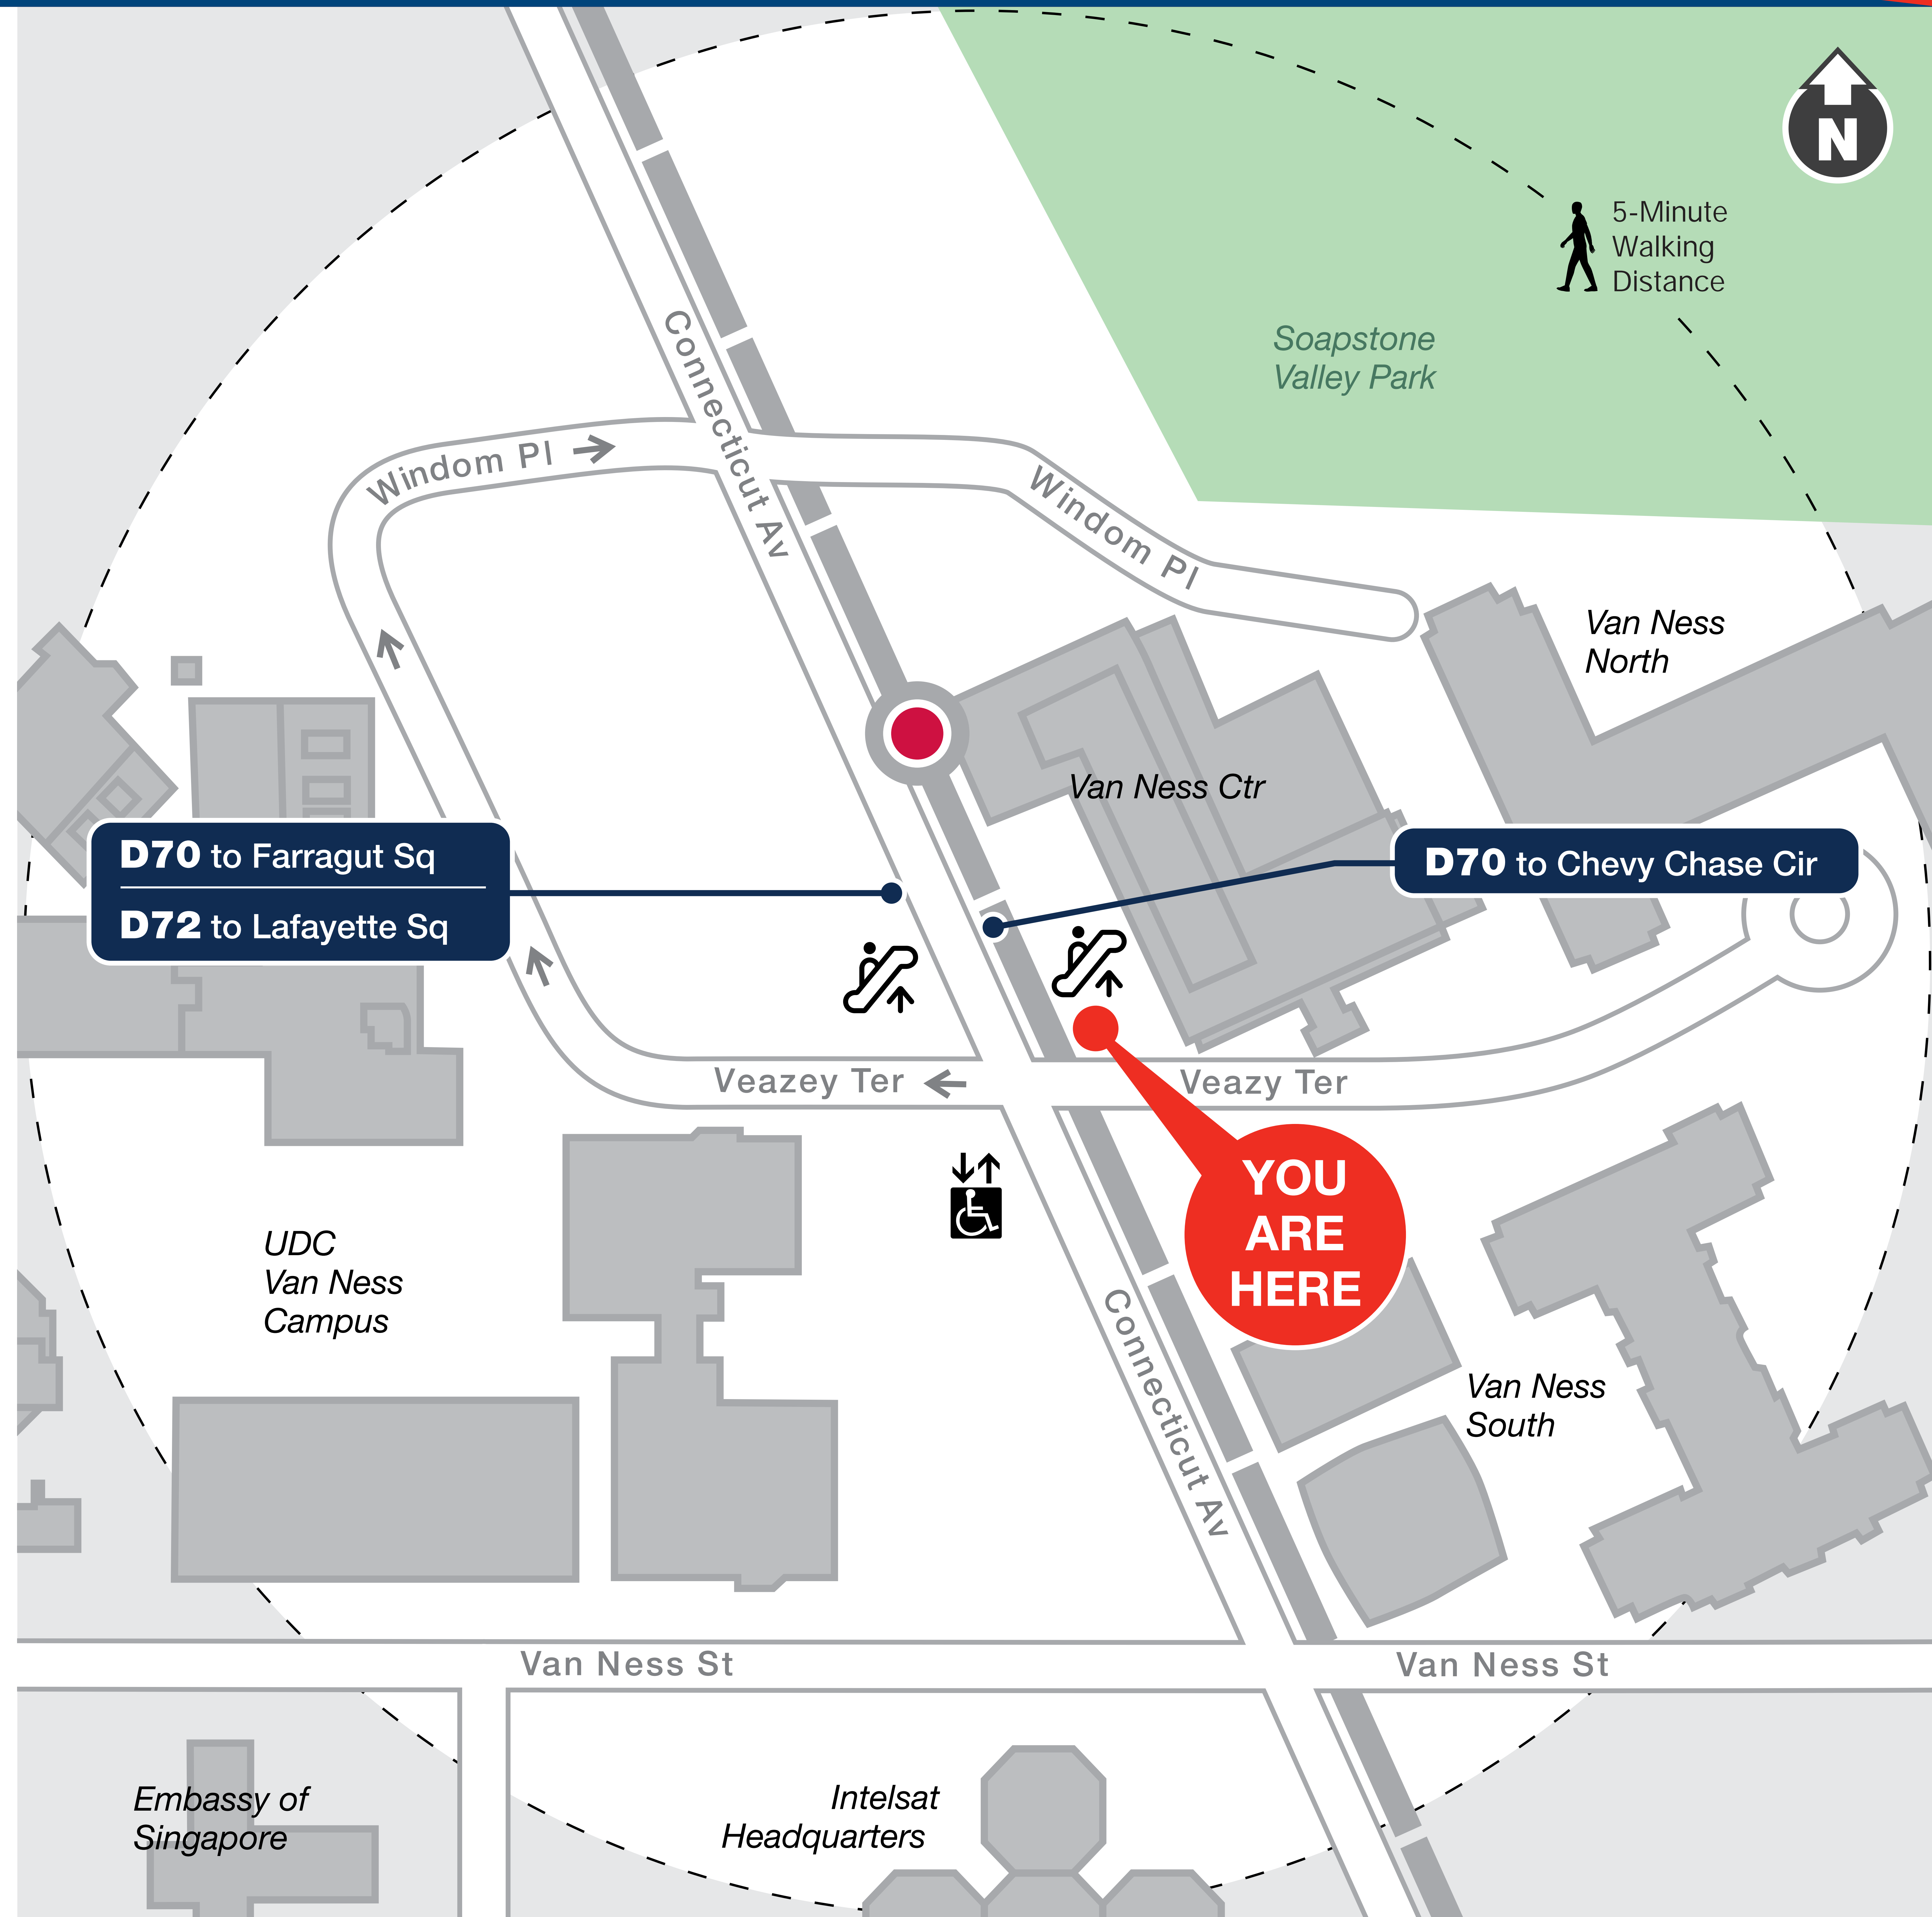 N
5-Minute
Walking
Distance
Soapstone
Valley Park
Connecticut Av
Windom Pl
Windom Pl
Van Ness
North
Van Ness Ctr
D70 to Farragut Sq
D72 to Lafayette Sq
D70 to Chevy Chase Cir
Veazey Ter
Veazy Ter
YOU
ARE
HERE
UDC
Van Ness
Campus
Connecticut Av
Van Ness
South
Van Ness St
Van Ness St
Embassy of
Singapore
Intelsat
Headquarters